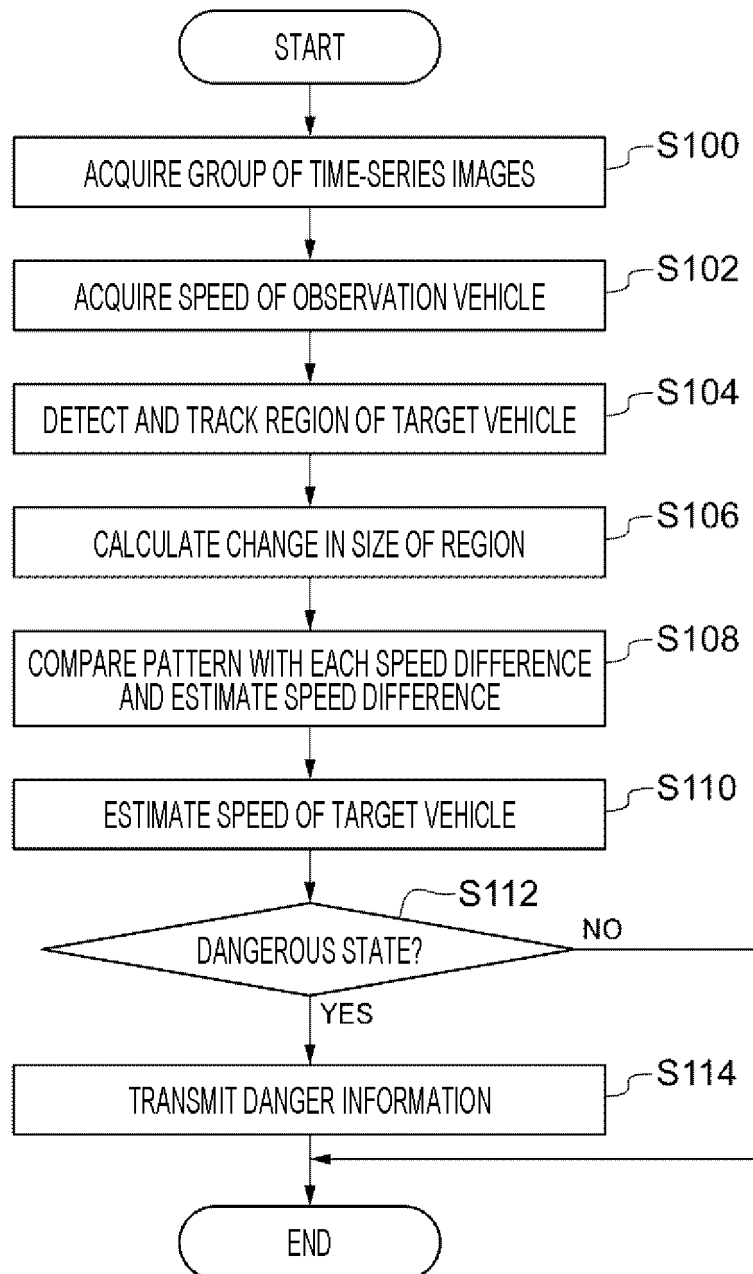 START
ACQUIRE GROUP OF TIME-SERIES IMAGES
S100
ACQUIRE SPEED OF OBSERVATION VEHICLE
S102
DETECT AND TRACK REGION OF TARGET VEHICLE
S104
CALCULATE CHANGE IN SIZE OF REGION
S106
COMPARE PATTERN WITH EACH SPEED DIFFERENCE
AND ESTIMATE SPEED DIFFERENCE
S108
ESTIMATE SPEED OF TARGET VEHICLE
S110
S112
DANGEROUS STATE?
NO
YES
TRANSMIT DANGER INFORMATION
S114
END